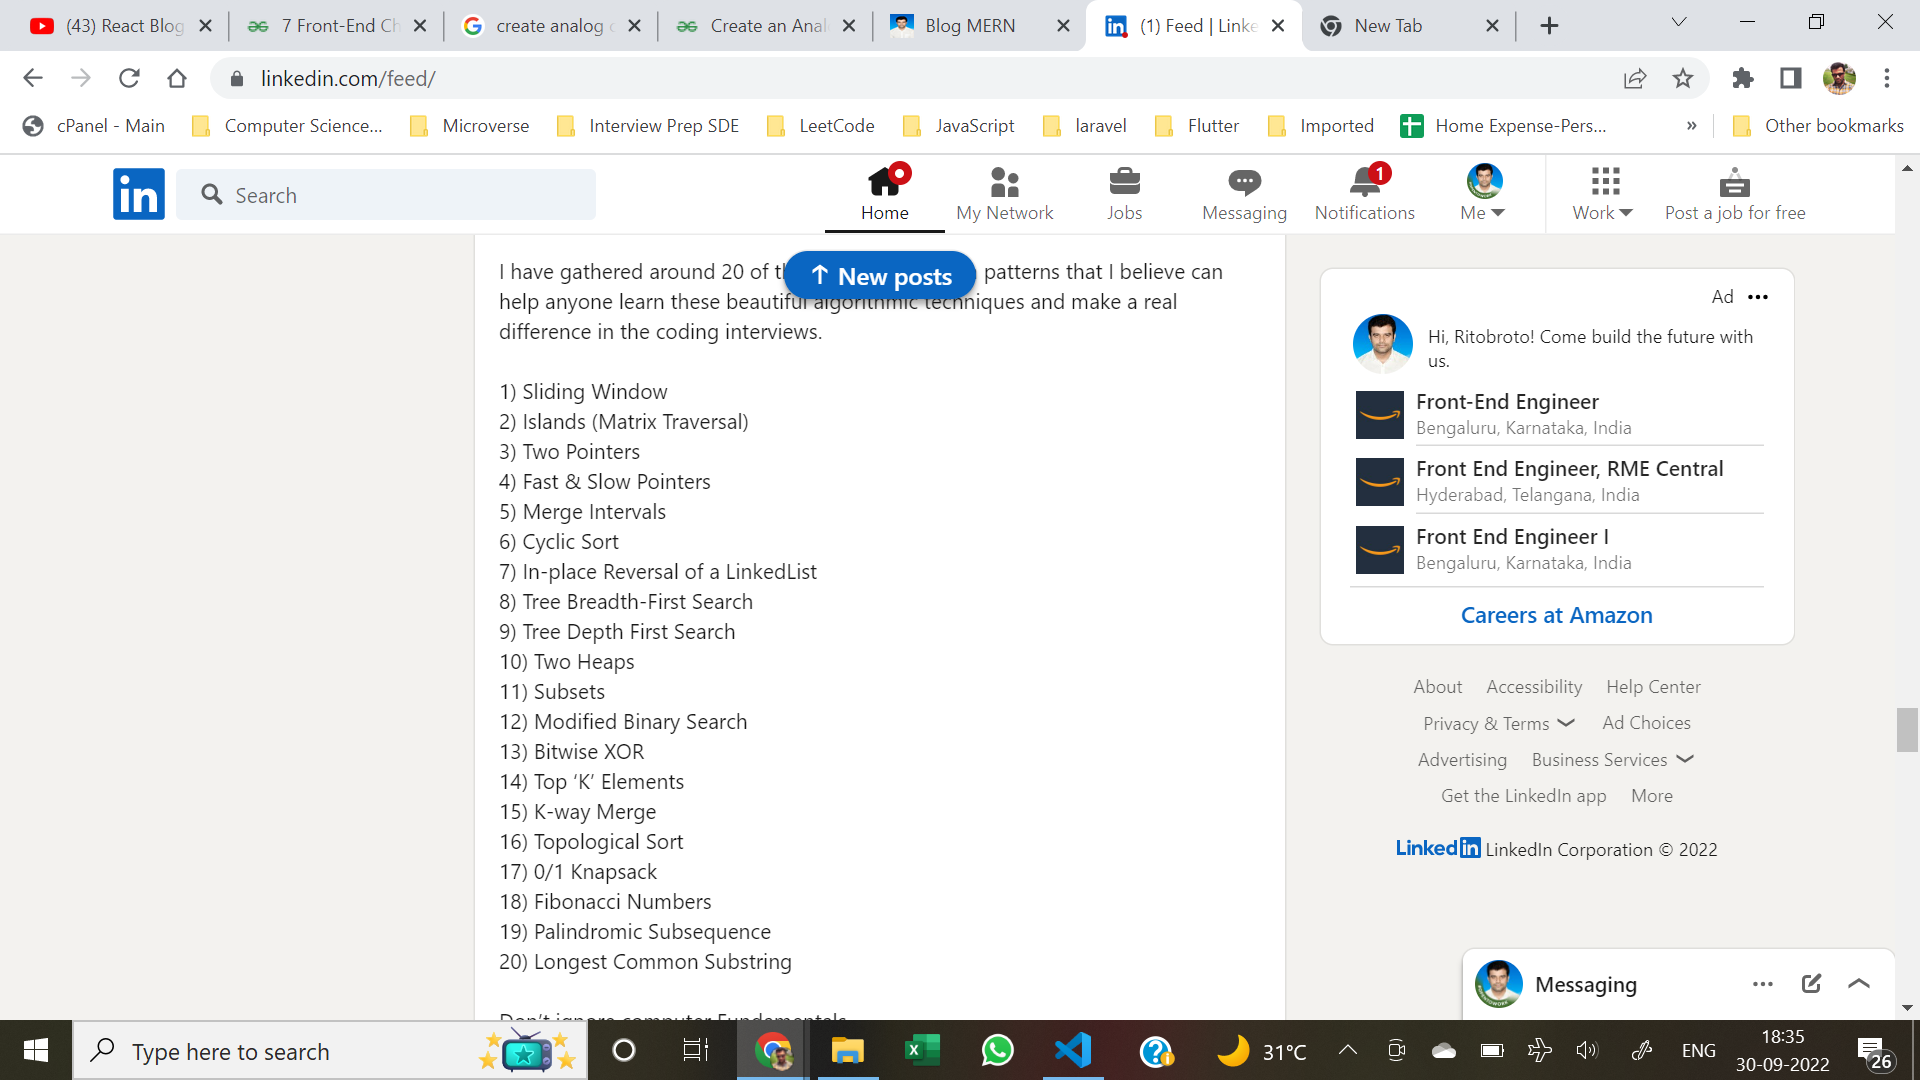 (43) React Blog
7 Front-End Ch
create analog c
Create an Anal
Blog MERN
(1) Feed | Linke
New Tab
linkedin.com/feed/
cPanel - Main
Computer Science...
Microverse
Interview Prep SDE
LeetCode
JavaScript
laravel
Flutter
Imported
Home Expense-Pers...
»
Other bookmarks
in
Search
Home
My Network
Jobs
Messaging
1
Notifications
Me
Work
Post a job for free
New posts
I have gathered around 20 of patterns that I believe can
help anyone learn these beautiful algorithmic techniques and make a real
difference in the coding interviews.
1) Sliding Window
2) Islands (Matrix Traversal)
3) Two Pointers
4) Fast & Slow Pointers
5) Merge Intervals
6) Cyclic Sort
7) In-place Reversal of a LinkedList
8) Tree Breadth-First Search
9) Tree Depth First Search
10) Two Heaps
11) Subsets
12) Modified Binary Search
13) Bitwise XOR
14) Top ‘K’ Elements
15) K-way Merge
16) Topological Sort
17) 0/1 Knapsack
18) Fibonacci Numbers
19) Palindromic Subsequence
20) Longest Common Substring
Don't ignore computer Fundamentals
Ad
Hi, Ritobroto! Come build the future with
us.
Front-End Engineer
Bengaluru, Karnataka, India
Front End Engineer, RME Central
Hyderabad, Telangana, India
Front End Engineer I
Bengaluru, Karnataka, India
Careers at Amazon
About Accessibility Help Center
Privacy & Terms Ad Choices
Advertising Business Services
Get the LinkedIn app More
LinkedIn LinkedIn Corporation © 2022
Messaging
Type here to search
31°C
ENG
18:35
30-09-2022
26